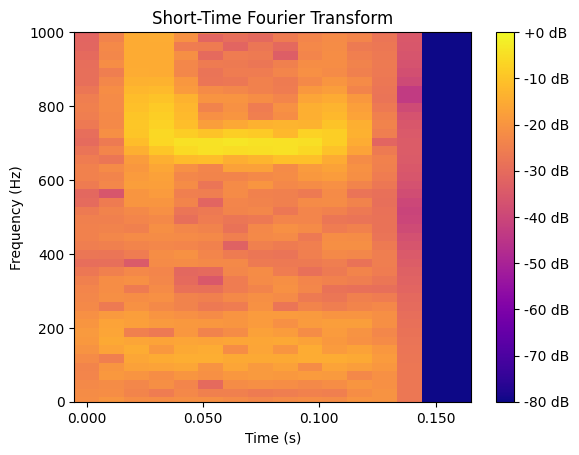 Short-Time Fourier Transform
1000
800
600
400
200
0
Frequency (Hz)
0.000
0.050
0.100
0.150
Time (s)
+0 dB
-10 dB
-20 dB
-30 dB
-40 dB
-50 dB
-60 dB
-70 dB
-80 dB